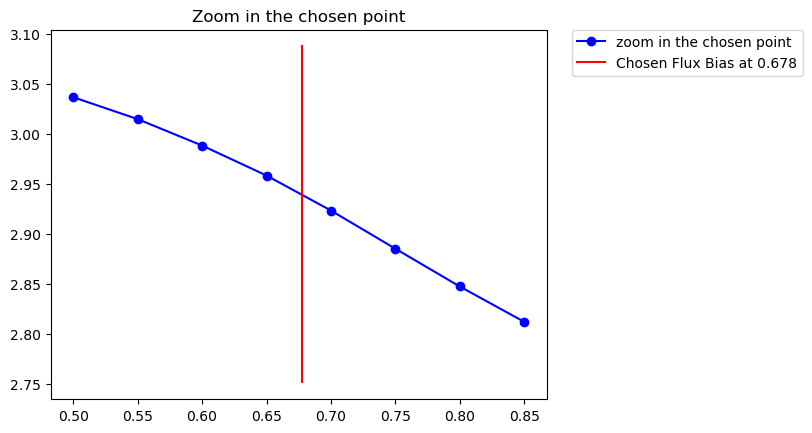 Zoom in the chosen point
zoom in the chosen point
Chosen Flux Bias at 0.678
3.10
3.05
3.00
2.95
2.90
2.85
2.80
2.75
0.50 0.55 0.60 0.65 0.70 0.75 0.80 0.85